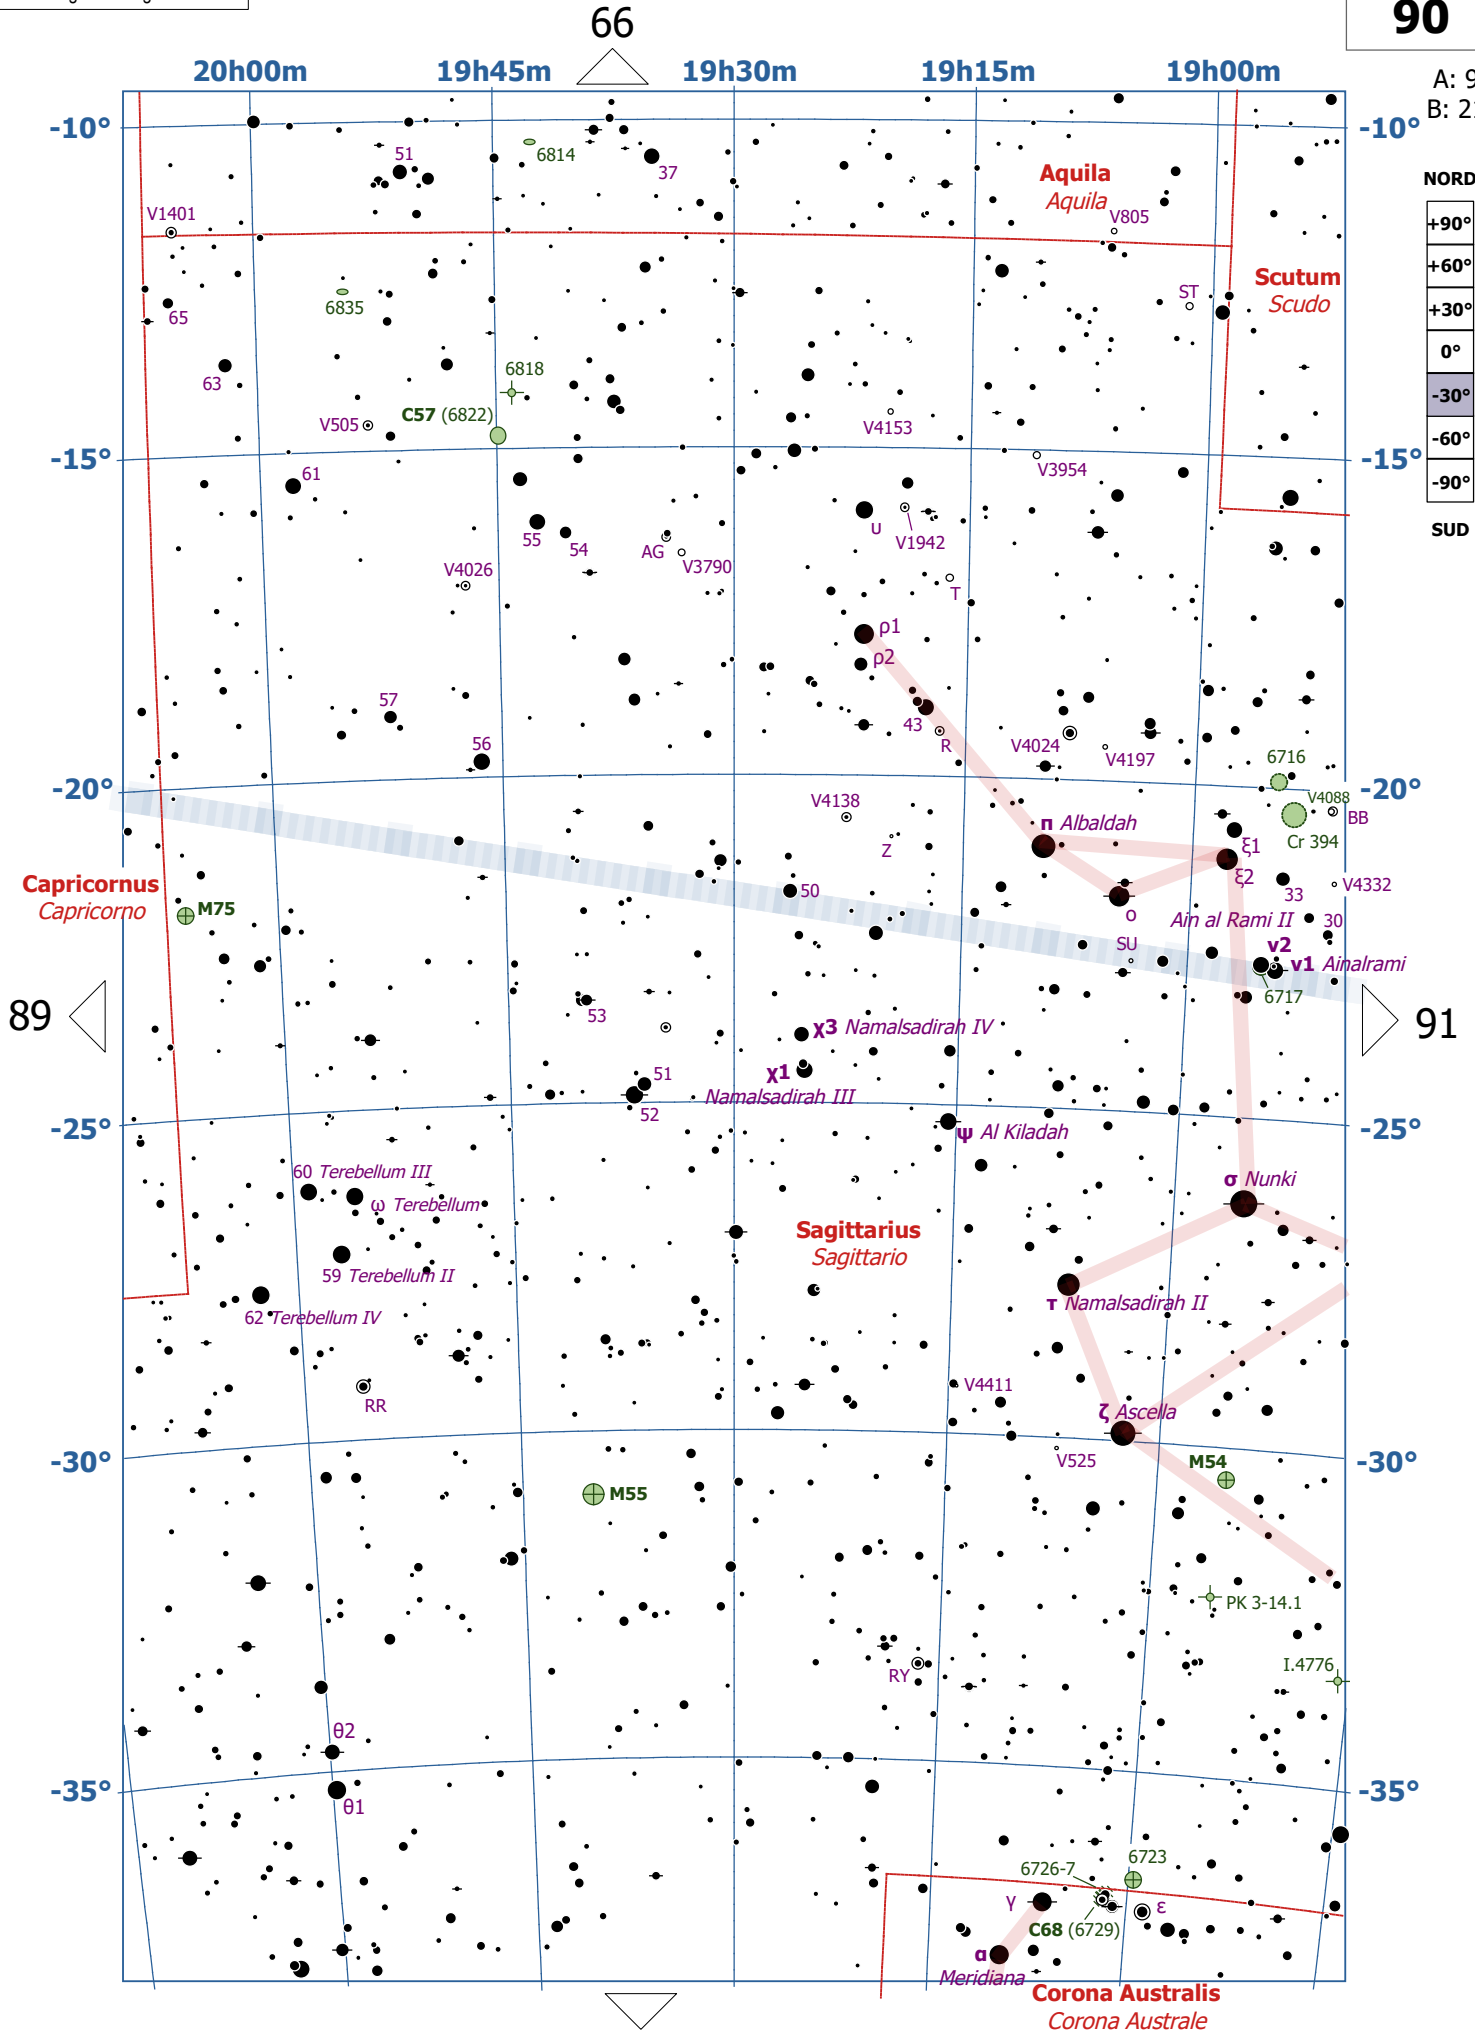 66
90
20h00m 19h45m 19h30m 19h15m 19h00m
A: 9
B: 2
-10° -10°
NORD
+90°
+60°
+30°
0°
-30°
-60°
-90°
SUD
51
6814
37
Aquila
Aquila
V1401
V805
Scutum
Scudo
6835
65
ST
63
6818
C57 (6822)
V505
V4153
-15° -15°
V3954
61
55
54
AG
V3790
υ
V1942
V4026
T
ρ1
ρ2
57
43
R
V4024
V4197
56
6716
-20° -20°
V4138
V4088
BB
Z
π Albaldah
Cr 394
ξ1
ξ2
Capricornus
Capricorno
M75
50
33
V4332
ο
Ain al Rami II
30
SU
ν2
ν1 Ainalrami
6717
89
91
53
χ3 Namalsadirah IV
51
χ1
Namalsadirah III
52
-25° -25°
ψ Al Kiladah
60 Terebellum III
ω Terebellum
σ Nunki
Sagittarius
Sagittario
59 Terebellum II
62 Terebellum IV
τ Namalsadirah II
RR
V4411
ζ Ascella
-30° -30°
V525
M54
M55
PK 3-14.1
RY
I.4776
θ2
-35° -35°
θ1
6726-7
6723
γ
ε
C68 (6729)
α
Meridiana
Corona Australis
Corona Australe